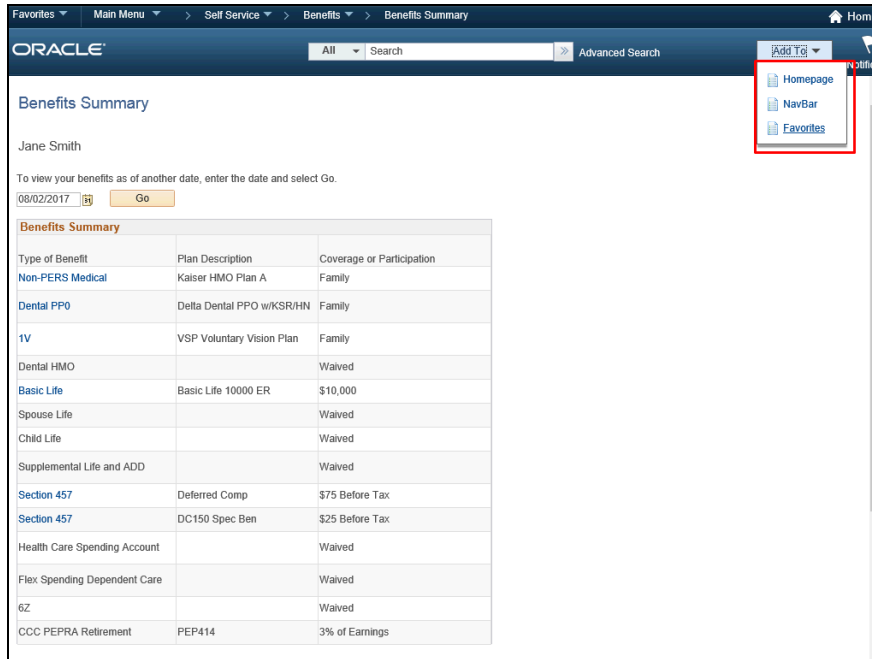 Favorites Main Menu > Self Service > Benefits > Benefits Summary Hom
ORACLE All Search Advanced Search Add To
Notific
Homepage
NavBar
Favorites
Benefits Summary
Jane Smith
To view your benefits as of another date, enter the date and select Go.
08/02/2017 31 Go
Benefits Summary
Type of Benefit Plan Description Coverage or Participation
Non-PERS Medical Kaiser HMO Plan A Family
Dental PP0 Delta Dental PPO w/KSR/HN Family
1V VSP Voluntary Vision Plan Family
Dental HMO Waived
Basic Life Basic Life 10000 ER $10,000
Spouse Life Waived
Child Life Waived
Supplemental Life and ADD Waived
Section 457 Deferred Comp $75 Before Tax
Section 457 DC150 Spec Ben $25 Before Tax
Health Care Spending Account Waived
Flex Spending Dependent Care Waived
6Z Waived
CCC PEPRA Retirement PEP414 3% of Earnings